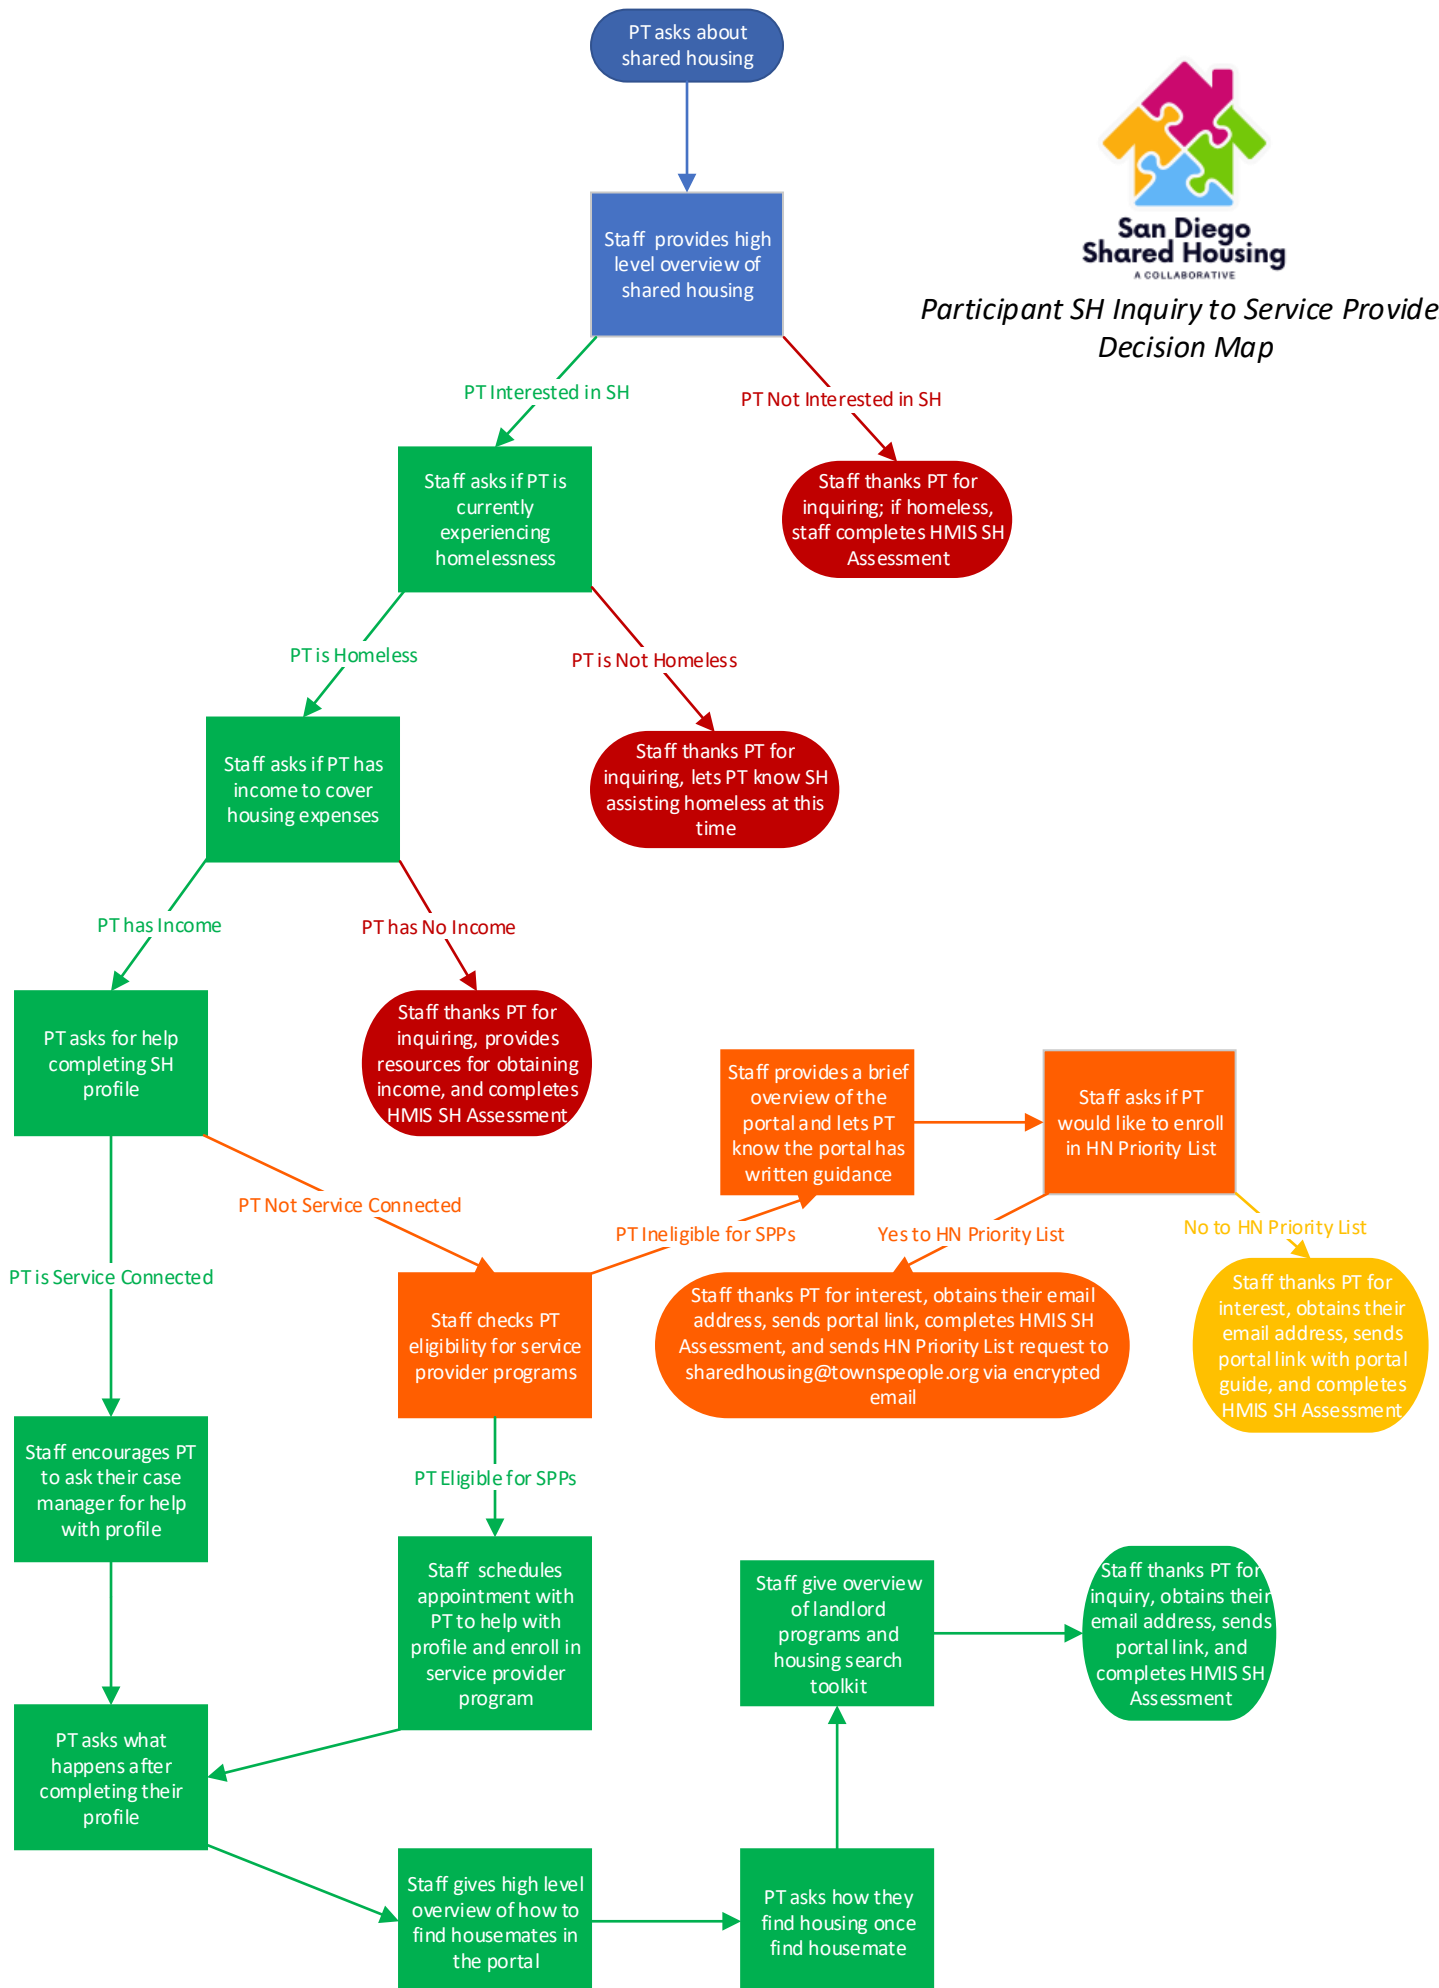 PT asks about
shared housing
San Diego
Shared Housing
A COLLABORATIVE
Participant SH Inquiry to Service Provide
Decision Map
Staff provides high
level overview of
shared housing
PT Interested in SH
PT Not Interested in SH
Staff asks if PT is
currently
experiencing
homelessness
Staff thanks PT for
inquiring; if homeless,
staff completes HMIS SH
Assessment
PT is Homeless
PT is Not Homeless
Staff asks if PT has
income to cover
housing expenses
Staff thanks PT for
inquiring, lets PT know SH
assisting homeless at this
time
PT has Income
PT has No Income
PT asks for help
completing SH
profile
Staff thanks PT for
inquiring, provides
resources for obtaining
income, and completes
HMIS SH Assessment
Staff provides a brief
overview of the
portal and lets PT
know the portal has
written guidance
Staff asks if PT
would like to enroll
in HN Priority List
PT Not Service Connected
PT Ineligible for SPPs
Yes to HN Priority List
No to HN Priority List
PT is Service Connected
Staff checks PT
eligibility for service
provider programs
Staff thanks PT for interest, obtains their email
address, sends portal link, completes HMIS SH
Assessment, and sends HN Priority List request to
sharedhousing@townspeople.org via encrypted
email
Staff thanks PT for
interest, obtains their
email address, sends
portal link with portal
guide, and completes
HMIS SH Assessment
Staff encourages PT
to ask their case
manager for help
with profile
PT Eligible for SPPs
Staff schedules
appointment with
PT to help with
profile and enroll in
service provider
program
Staff give overview
of landlord
programs and
housing search
toolkit
Staff thanks PT for
inquiry, obtains their
email address, sends
portal link, and
completes HMIS SH
Assessment
PT asks what
happens after
completing their
profile
Staff gives high level
overview of how to
find housemates in
the portal
PT asks how they
find housing once
find housemate